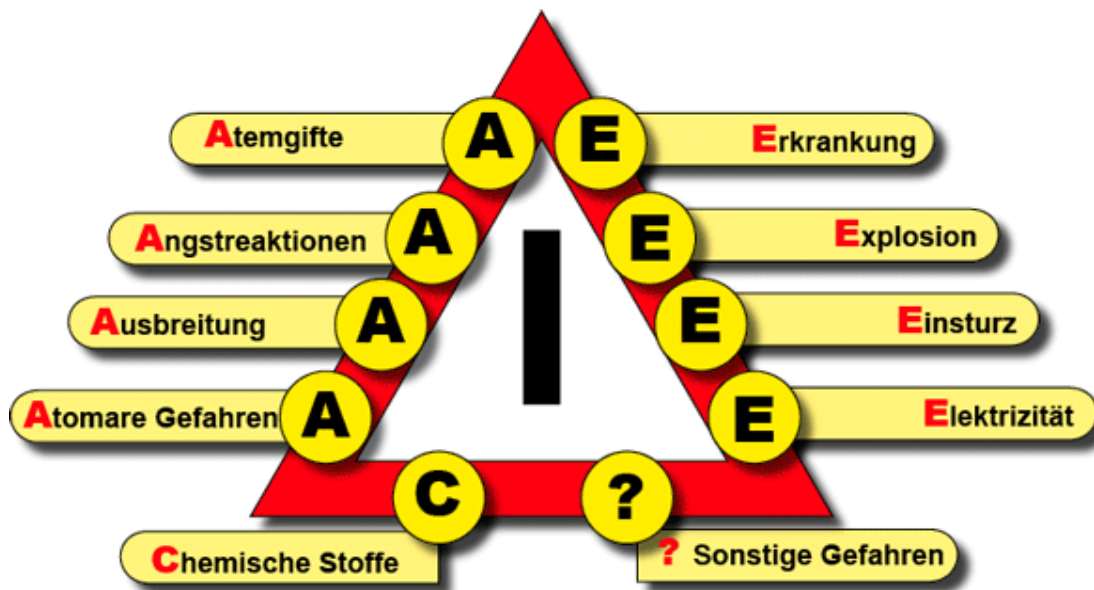 Atemgifte A E Erkrankung
Angstreaktionen A E Explosion
Ausbreitung A E Einsturz
Atomare Gefahren A E Elektrizität
C ?
Chemische Stoffe ? Sonstige Gefahren